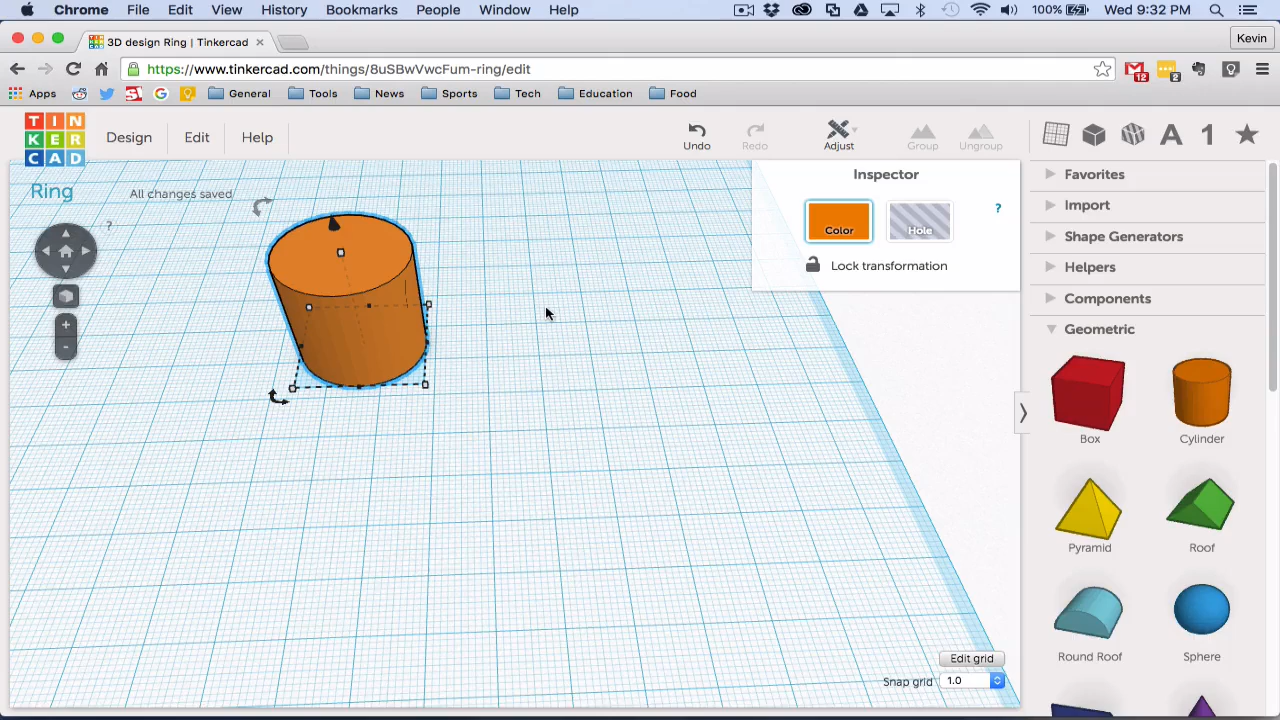 Chrome File Edit View History Bookmarks People Window Help 100% Wed 9:32 PM
3D design Ring | Tinkercad
Kevin
https://www.tinkercad.com/things/8uSBwVwcFum-ring/edit
12
2
Apps General Tools News Sports Tech Education Food
TIN
KER
CAD
Design Edit Help
Undo Redo Adjust Group Ungroup
A 1
Ring
All changes saved
?
Inspector
Color Hole ?
Lock transformation
+
-
Favorites
Import
Shape Generators
Helpers
Components
Geometric
Box Cylinder
Pyramid Roof
Round Roof Sphere
Edit grid
Snap grid 1.0